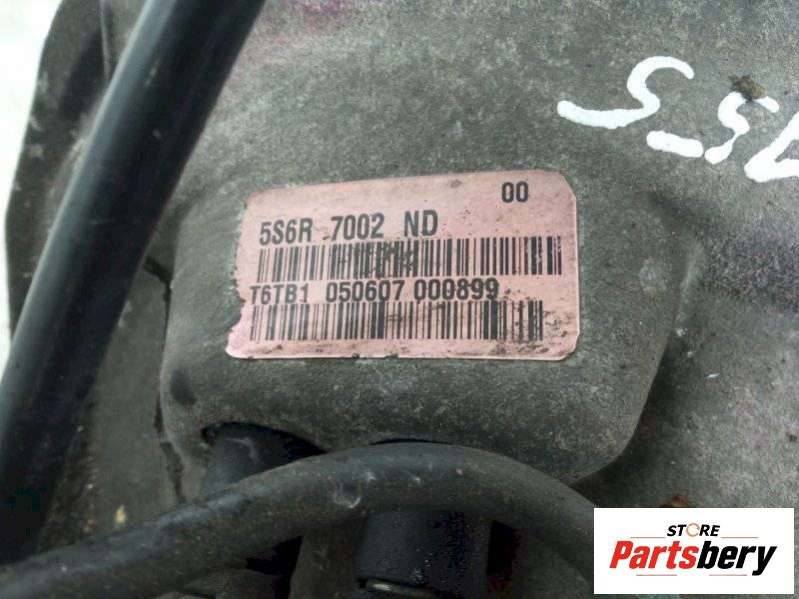 00
5S6R 7002 ND
T6TB1 050607 000899
STORE
Partsbery